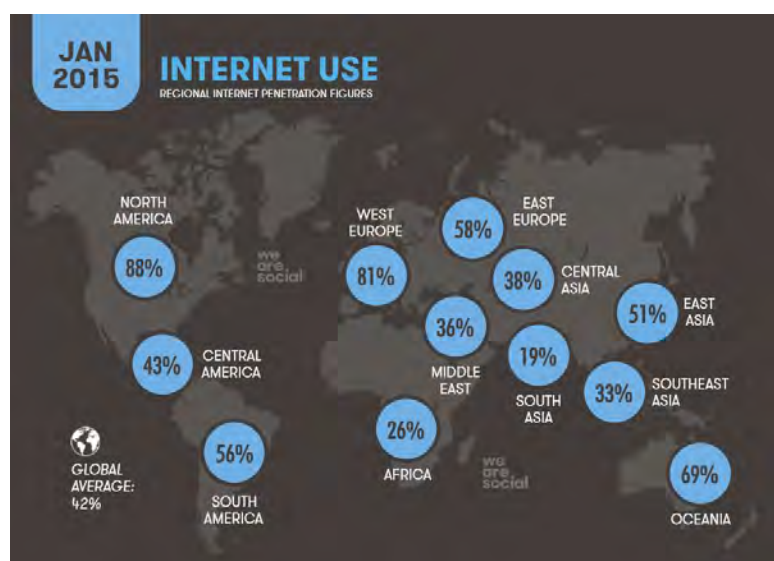 JAN
2015
INTERNET USE
REGIONAL INTERNET PENETRATION FIGURES
NORTH
AMERICA
88%
we
are
social
WEST
EUROPE
81%
EAST
EUROPE
58%
38%
CENTRAL
ASIA
51%
EAST
ASIA
36%
MIDDLE
EAST
19%
SOUTH
ASIA
33%
SOUTHEAST
ASIA
43%
CENTRAL
AMERICA
26%
AFRICA
56%
SOUTH
AMERICA
GLOBAL
AVERAGE:
42%
we
are
social
69%
OCEANIA